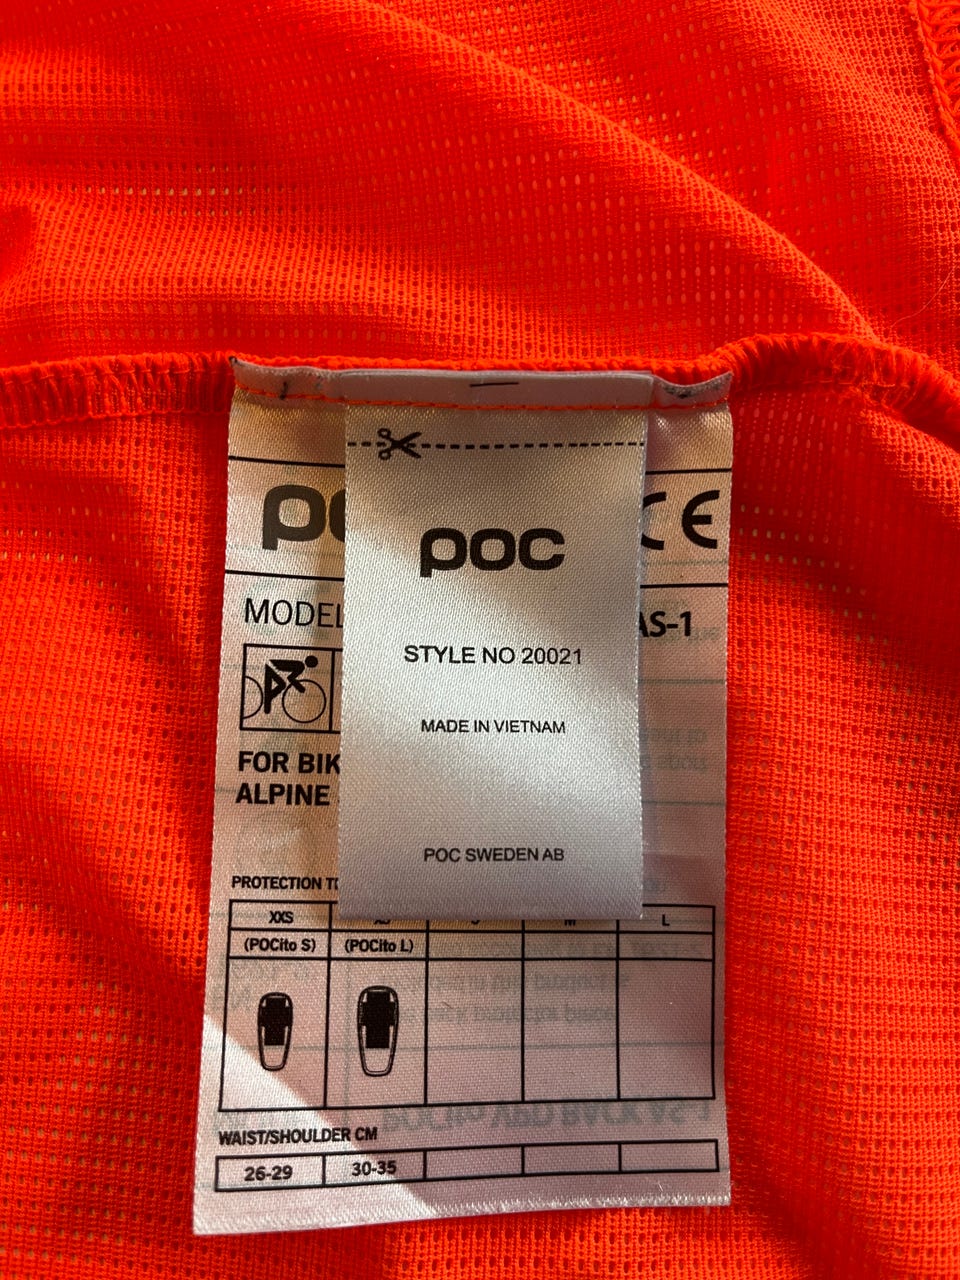 poc
STYLE NO 20021
MADE IN VIETNAM
POC SWEDEN AB
PO
CE
MODEL
AS-1
FOR BIK
ALPINE
PROTECTION
XXS
M
L
(POCito S)
(POCito L)
WAIST/SHOULDER CM
26-29
30-35